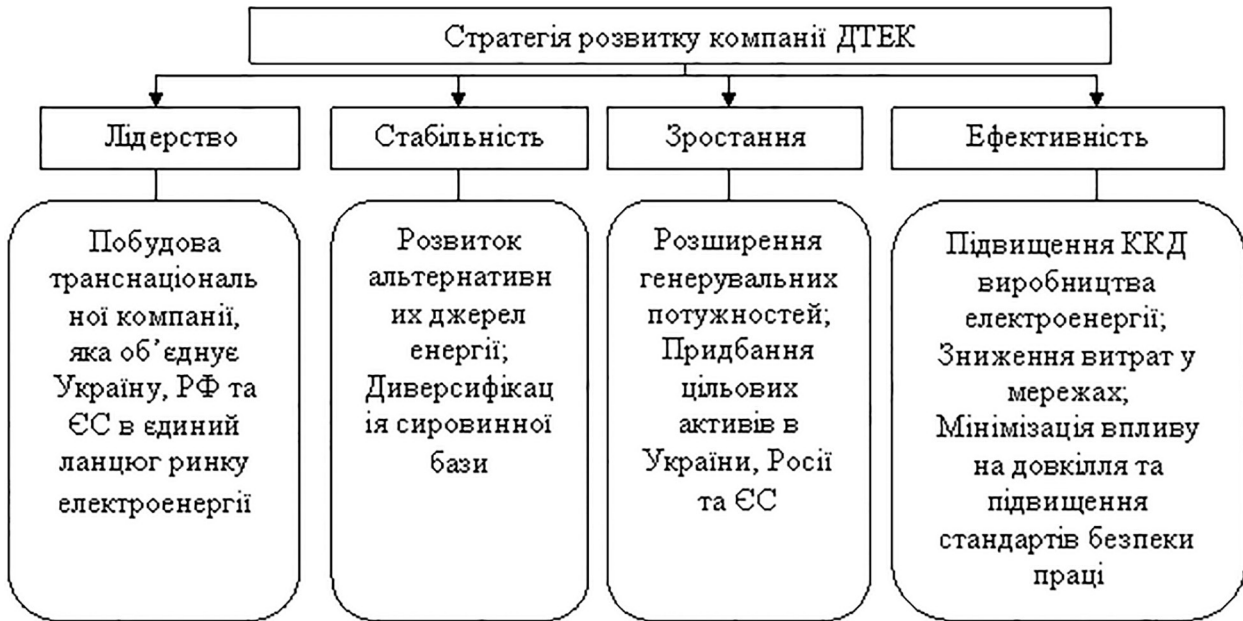 Стратегія розвитку компанії ДТЕК
Лідерство
Стабільність
Зростання
Ефективність
Побудова
транснаціональ
ної компанії,
яка об’єднує
Україну, РФ та
ЄС в єдиний
ланцюг ринку
електроенергії
Розвиток
альтернативн
их джерел
енергії;
Диверсифікац
ія сировинної
бази
Розширення
генерувальних
потужностей;
Придбання
цільових
активів в
України, Росії
та ЄС
Підвищення ККД
виробництва
електроенергії;
Зниження витрат у
мережах;
Мінімізація впливу
на довкілля та
підвищення
стандартів безпеки
праці